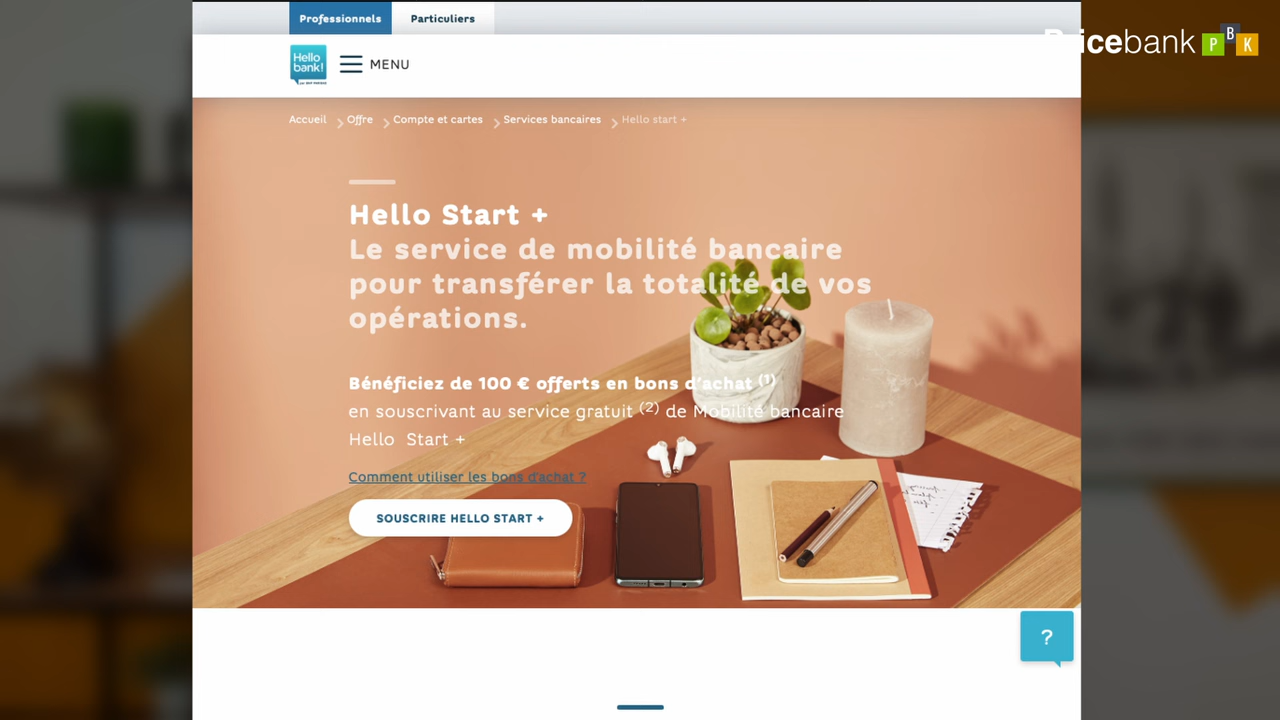 Professionnels
Particuliers
icebank PBK
Hello bank!
MENU
Accueil
Offre
Compte et cartes
Services bancaires
Hello start +
Hello Start +
Le service de mobilité bancaire
pour transférer la totalité de vos
opérations.
Bénéficiez de 100 € offerts en bons d'achat (1)
en souscrivant au service gratuit (2) de Mobilité bancaire
Hello Start +
Comment utiliser les bons d'achat ?
SOUSCRIRE HELLO START +
?